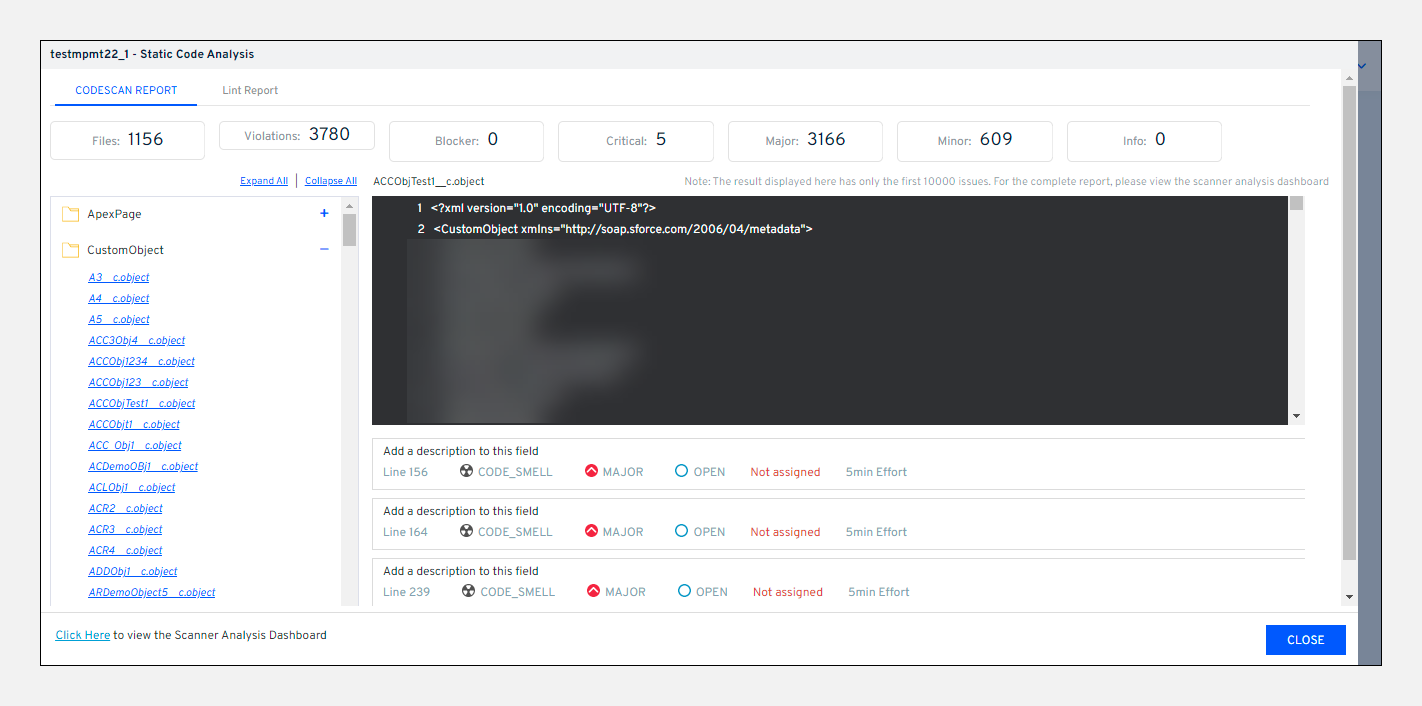 testmpmt22_1 - Static Code Analysis
CODESCAN REPORT
Lint Report
Files: 1156
Violations: 3780
Blocker: 0
Critical: 5
Major: 3166
Minor: 609
Info: 0
Expand All | Collapse All
ACCObjTest1__c.object
Note: The result displayed here has only the first 10000 issues. For the complete report, please view the scanner analysis dashboard
ApexPage +
CustomObject −
A3__c.object
A4__c.object
A5__c.object
ACC3Obj4__c.object
ACCObj1234__c.object
ACCObj123__c.object
ACCObjTest1__c.object
ACCObjt1__c.object
ACC_Obj1__c.object
ACDemoOBj1__c.object
ACLObj1__c.object
ACR2__c.object
ACR3__c.object
ACR4__c.object
ADDObj1__c.object
ARDemoObject5__c.object
1 <?xml version="1.0" encoding="UTF-8"?>
2 <CustomObject xmlns="http://soap.sforce.com/2006/04/metadata">
Add a description to this field
Line 156 CODE_SMELL MAJOR OPEN Not assigned 5min Effort
Add a description to this field
Line 164 CODE_SMELL MAJOR OPEN Not assigned 5min Effort
Add a description to this field
Line 239 CODE_SMELL MAJOR OPEN Not assigned 5min Effort
Click Here to view the Scanner Analysis Dashboard
CLOSE